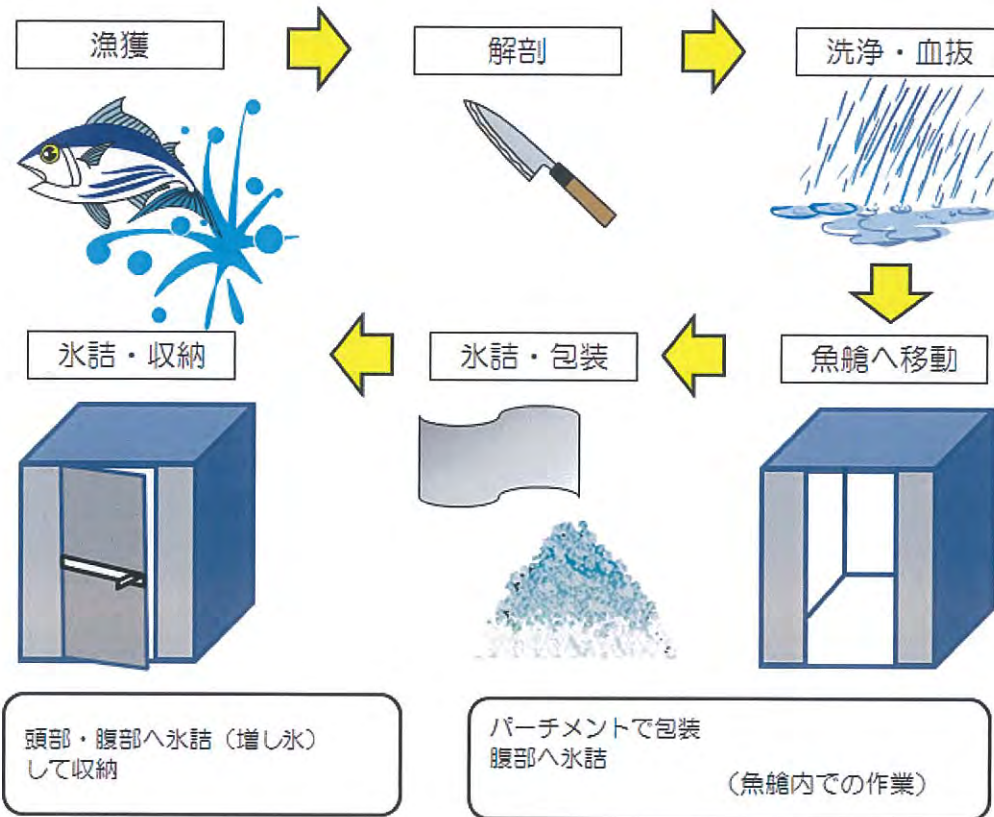 漁獲
解剖
洗浄・血抜
魚艙へ移動
氷詰・包装
氷詰・収納
パーチメントで包装
腹部へ氷詰
（魚艙内での作業）
頭部・腹部へ氷詰（増し氷）
して収納